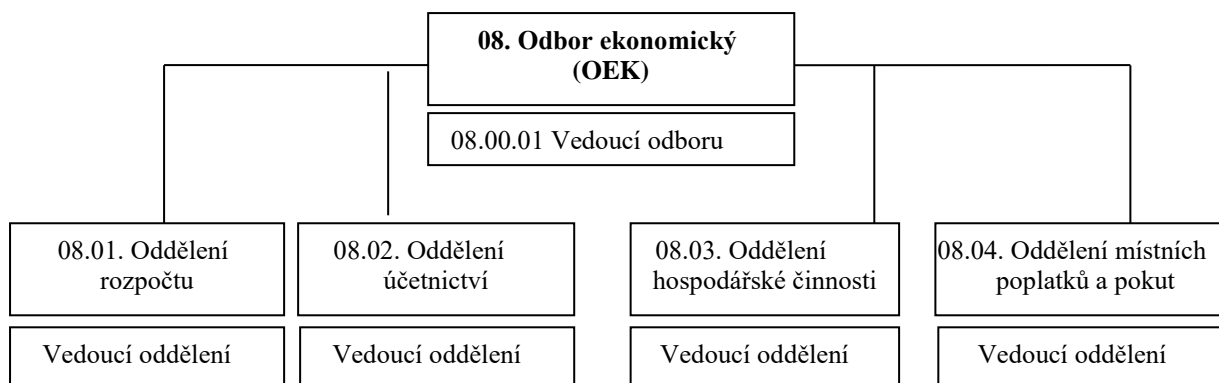 08. Odbor ekonomický
(OEK)
08.00.01 Vedoucí odboru
08.01. Oddělení
rozpočtu
08.02. Oddělení
účetnictví
08.03. Oddělení
hospodářské činnosti
08.04. Oddělení místních
poplatků a pokut
Vedoucí oddělení
Vedoucí oddělení
Vedoucí oddělení
Vedoucí oddělení